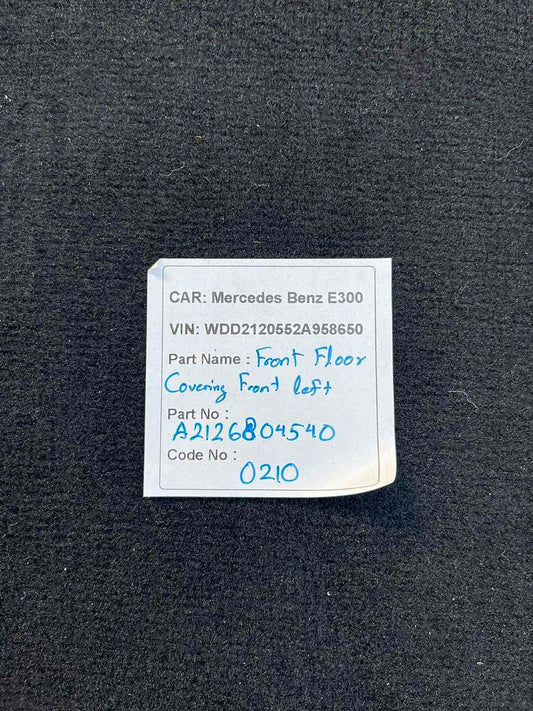 CAR: Mercedes Benz E300
VIN: WDD2120552A958650
Part Name : Front Floor
Covering Front left
Part No :
A2126804540
Code No :
0210